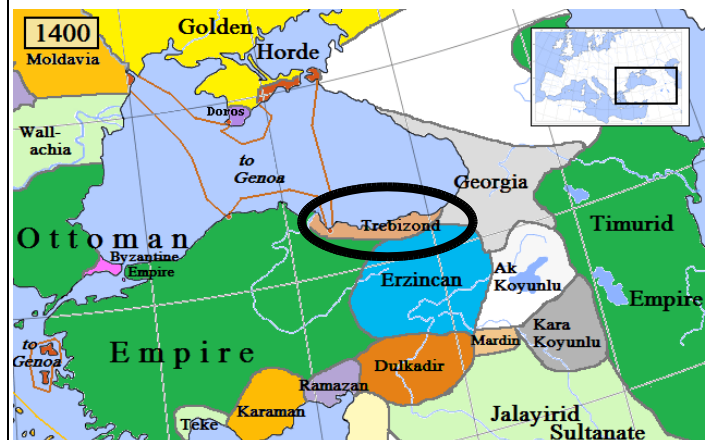 1400
Golden
Horde
Moldavia
Doros
Wall-
achia
to
Genoa
Georgia
Trebizond
Timurid
Empire
Ottoman
Empire
Byzantine
Empire
Erzincan
Ak
Koyunlu
Kara
Koyunlu
Mardin
to
Genoa
Dulkadir
Ramazan
Karaman
Teke
Jalayirid
Sultanate